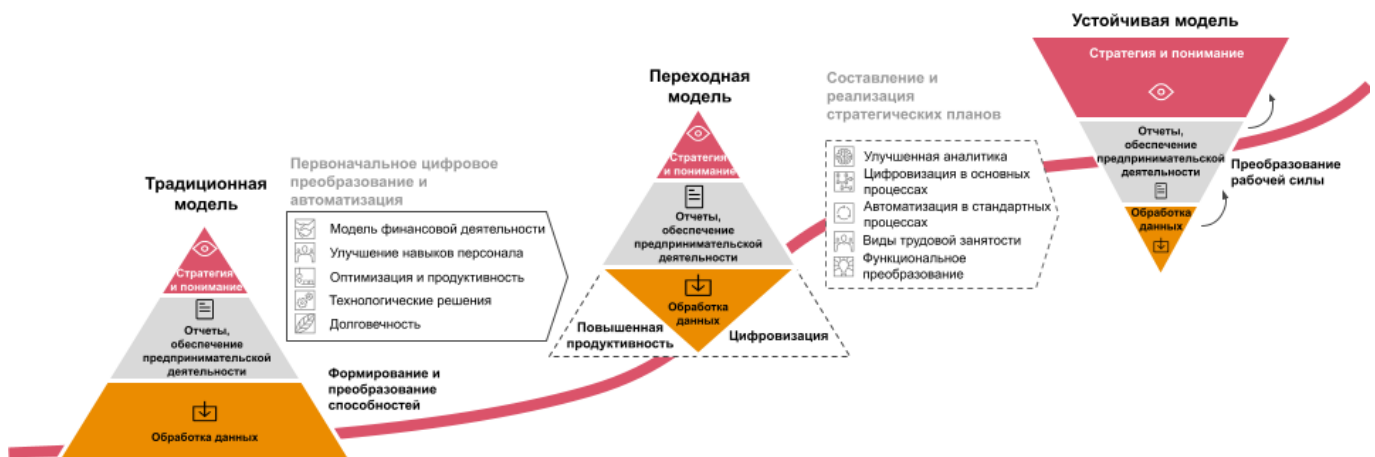 Традиционная
модель
Стратегия
и понимание
Отчеты,
обеспечение
предпринимательской
деятельности
Обработка данных
Первоначальное цифровое
преобразование и
автоматизация
Модель финансовой деятельности
Улучшение навыков персонала
Оптимизация и продуктивность
Технологические решения
Долговечность
Формирование и
преобразование
способностей
Переходная
модель
Стратегия
и понимание
Отчеты,
обеспечение
предпринимательской
деятельности
Обработка
данных
Повышенная
продуктивность
Цифровизация
Составление и
реализация
стратегических планов
Улучшенная аналитика
Цифровизация в основных
процессах
Автоматизация в стандартных
процессах
Виды трудовой занятости
Функциональное
преобразование
Устойчивая модель
Стратегия и понимание
Отчеты,
обеспечение
предпринимательской
деятельности
Обработка
данных
Преобразование
рабочей силы